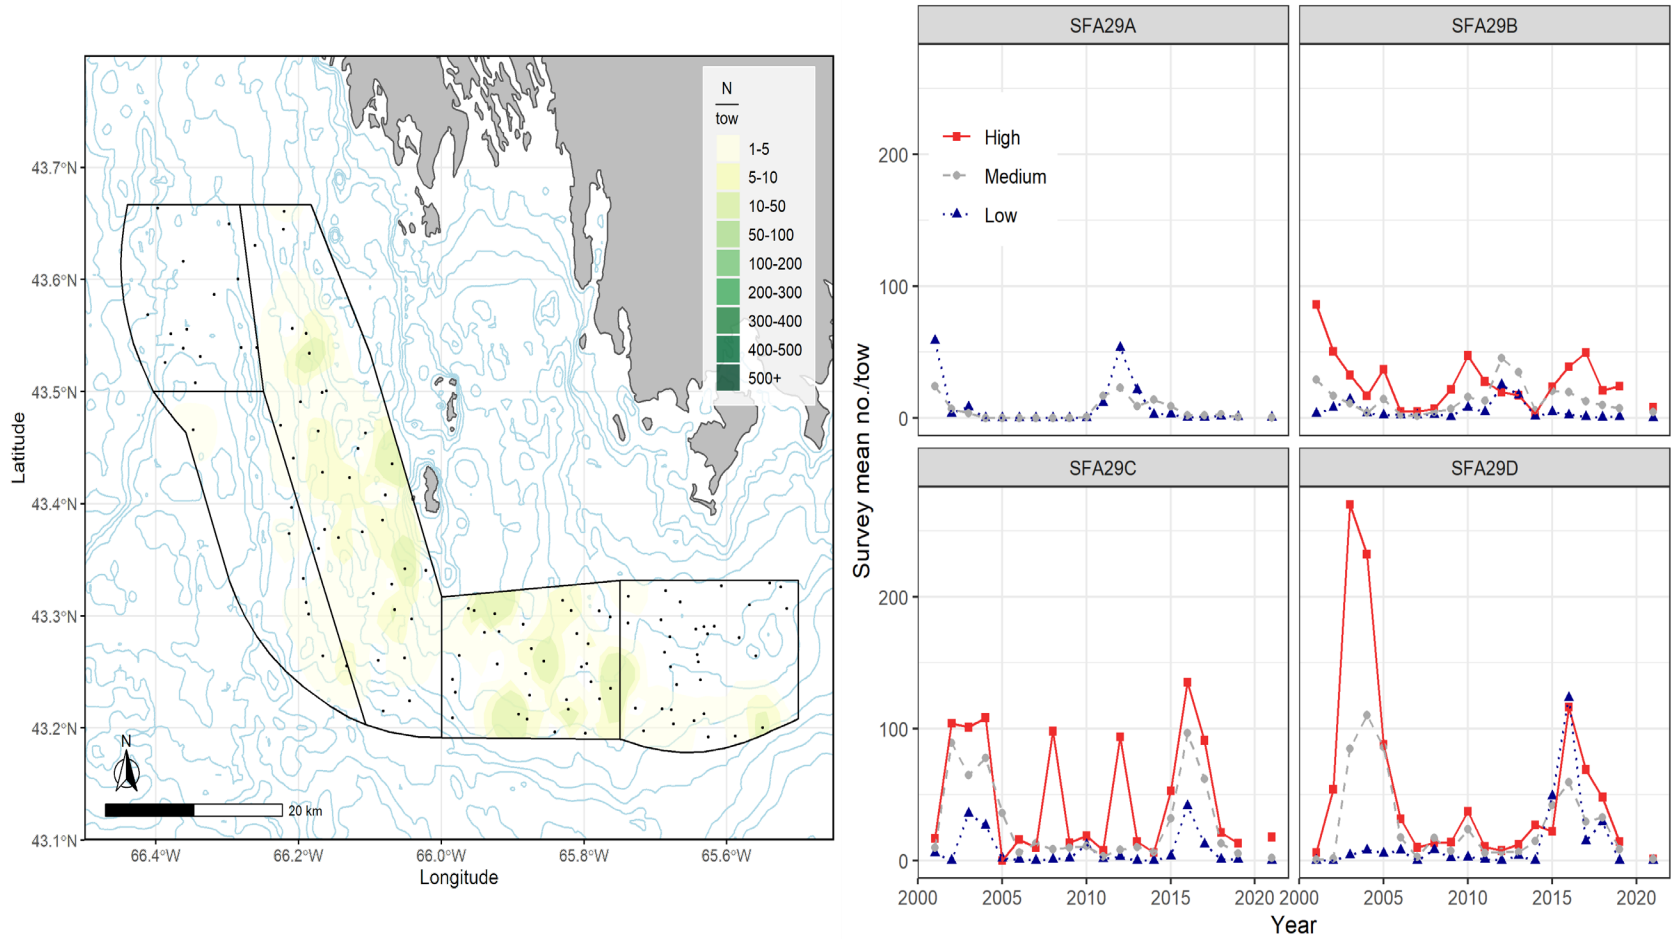 N
tow
1-5
5-10
10-50
50-100
100-200
200-300
300-400
400-500
500+
43.7°N
43.6°N
43.5°N
43.4°N
43.3°N
43.2°N
43.1°N
Latitude
N
20 km
66.4°W 66.2°W 66.0°W 65.8°W 65.6°W
Longitude
SFA29A SFA29B
High
Medium
Low
200
100
0
Survey mean no./tow
SFA29C SFA29D
200
100
0
2000 2005 2010 2015 2020 2000 2005 2010 2015 2020
Year